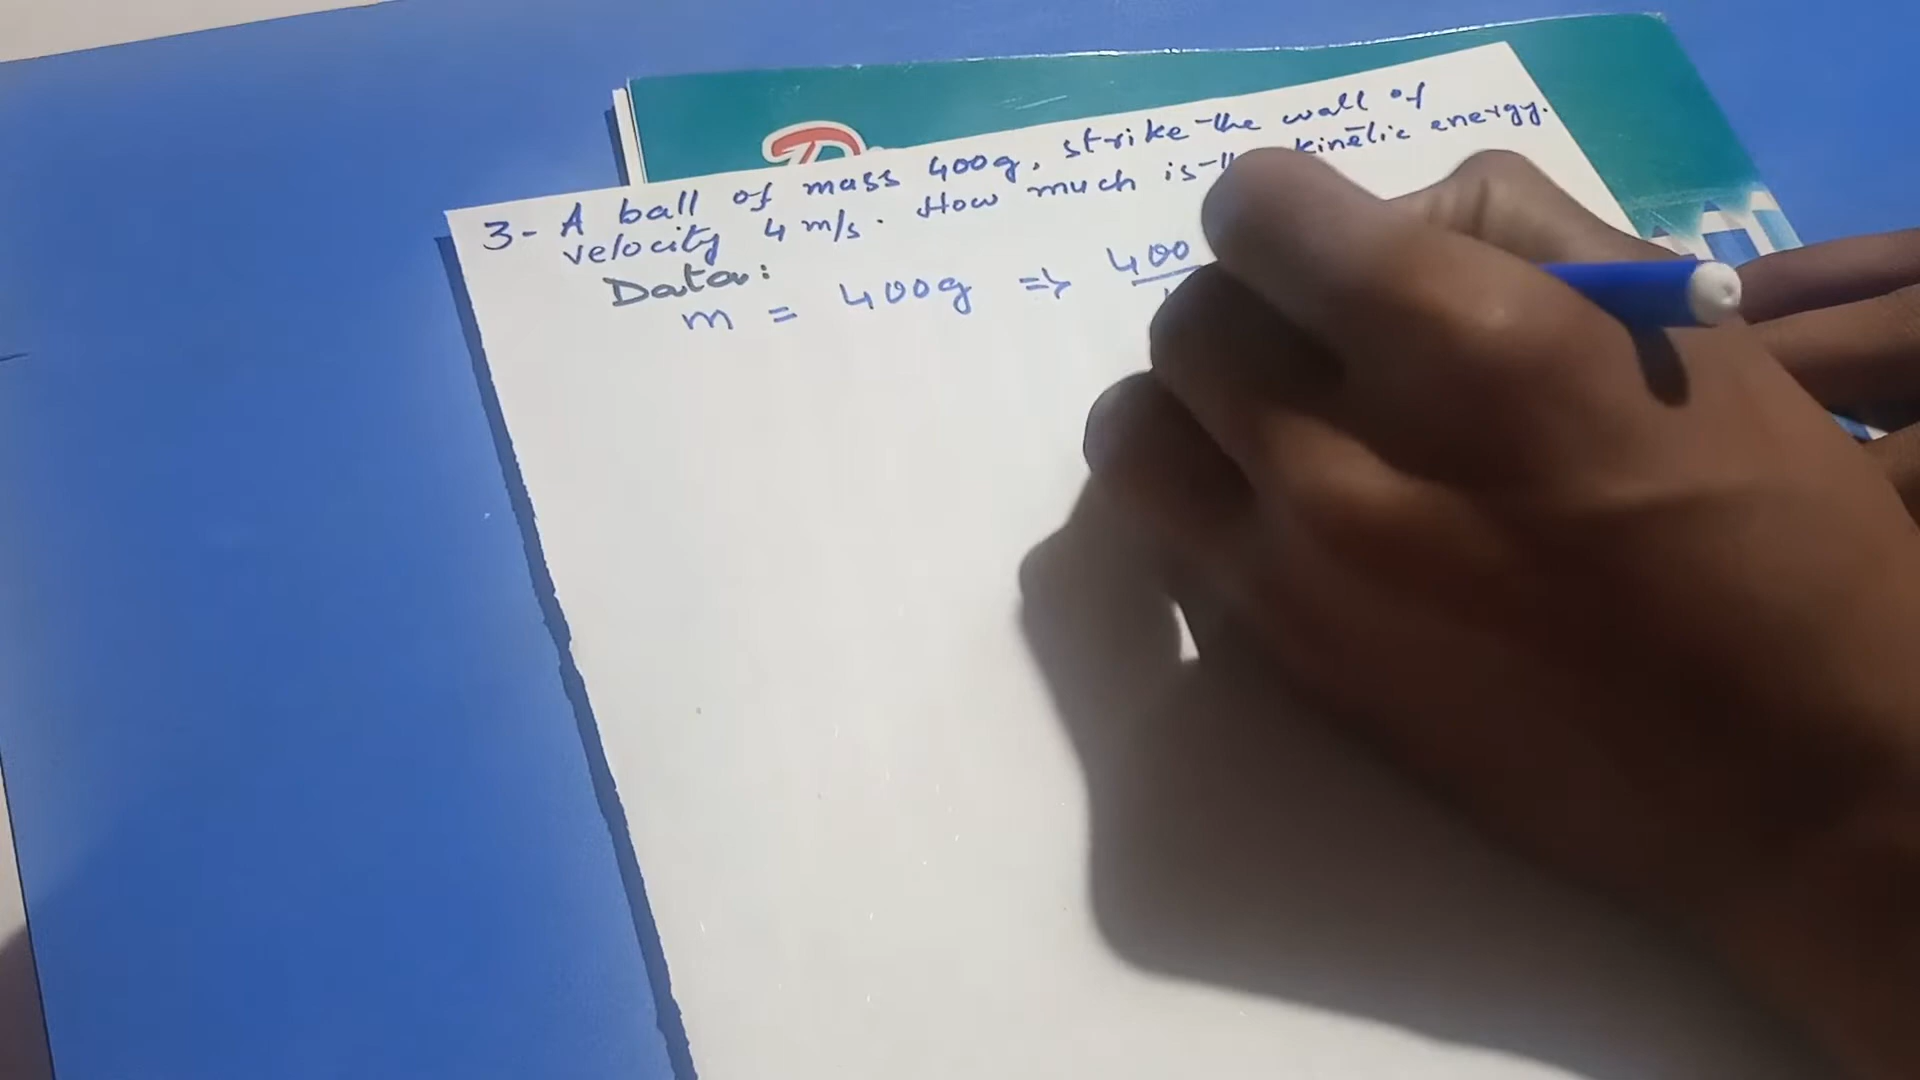 3- A ball of mass 400g, strike the wall of
velocity 4 m/s. How much is kinetic energy.
Data:
m = 400g => 400